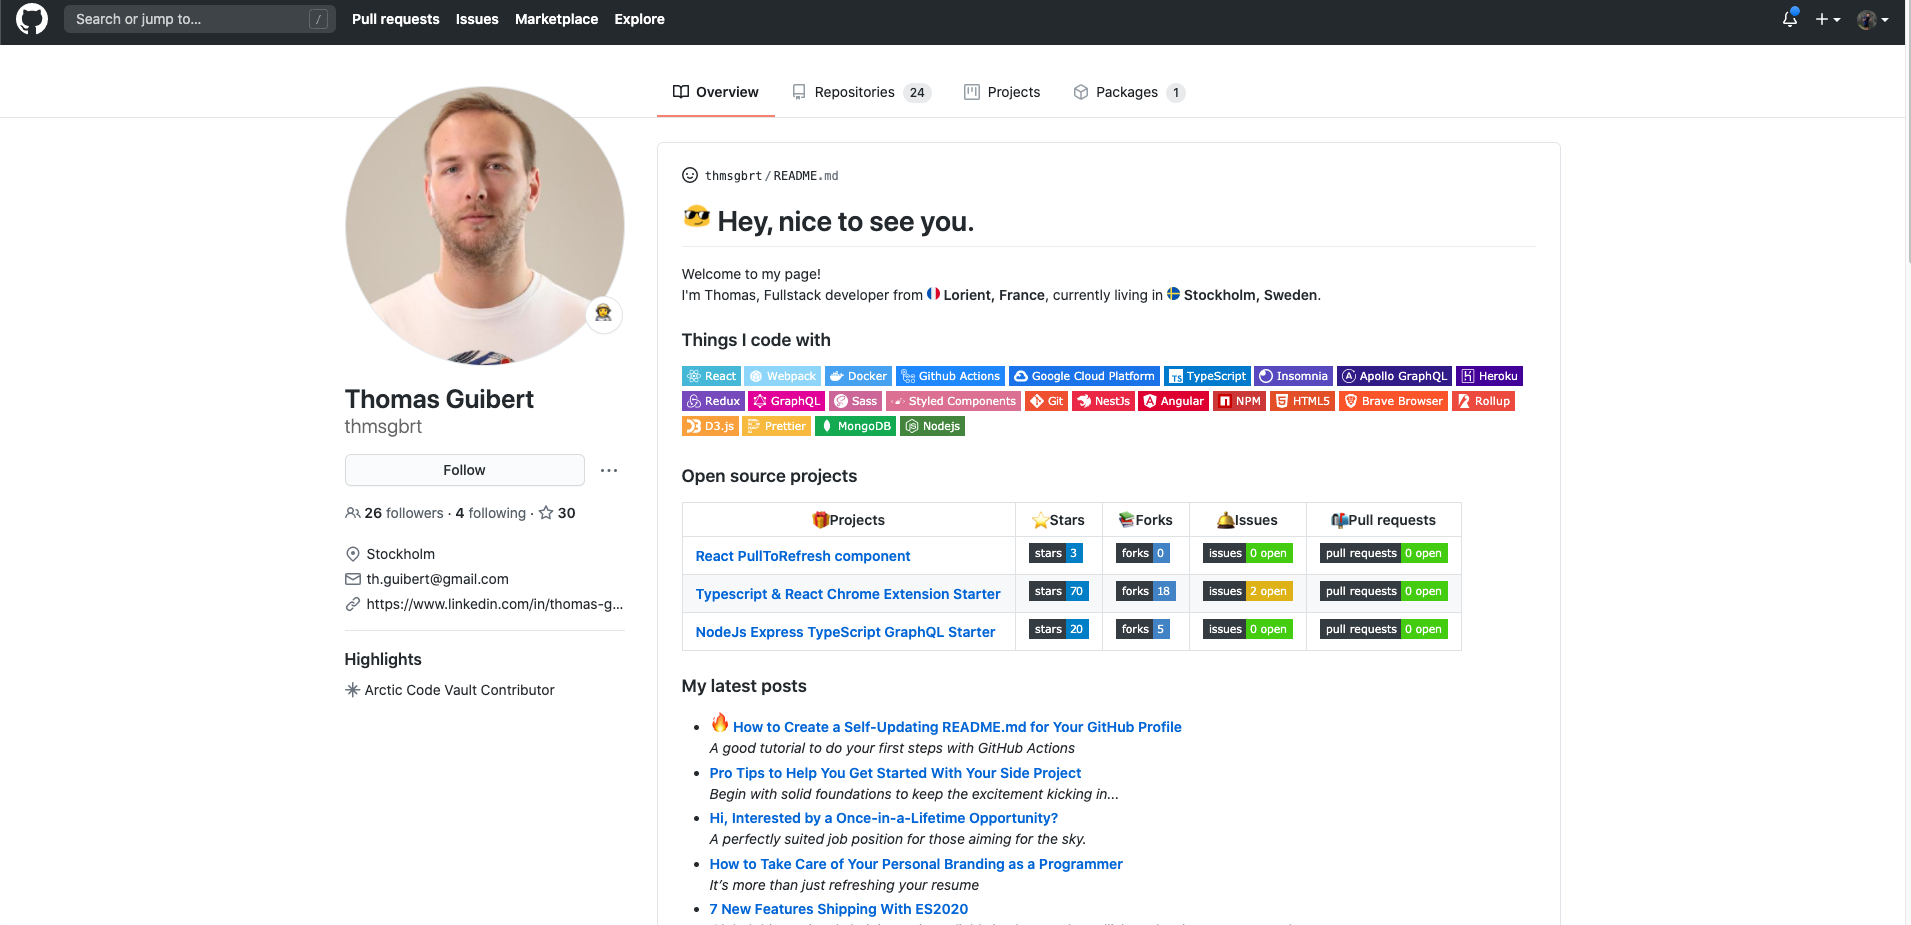 Search or jump to... /
Pull requests Issues Marketplace Explore
Overview Repositories 24 Projects Packages 1
Thomas Guibert
thmsgbrt
Follow
26 followers · 4 following · 30
Stockholm
th.guibert@gmail.com
https://www.linkedin.com/in/thomas-g...
Highlights
Arctic Code Vault Contributor
thmsgbrt/README.md
Hey, nice to see you.
Welcome to my page!
I'm Thomas, Fullstack developer from Lorient, France, currently living in Stockholm, Sweden.
Things I code with
React Webpack Docker Github Actions Google Cloud Platform TypeScript Insomnia Apollo GraphQL Heroku
Redux GraphQL Sass Styled Components Git NestJs Angular NPM HTML5 Brave Browser Rollup
D3.js Prettier MongoDB Nodejs
Open source projects
Projects Stars Forks Issues Pull requests
React PullToRefresh component stars 3 forks 0 issues 0 open pull requests 0 open
Typescript & React Chrome Extension Starter stars 70 forks 18 issues 2 open pull requests 0 open
NodeJs Express TypeScript GraphQL Starter stars 20 forks 5 issues 0 open pull requests 0 open
My latest posts
How to Create a Self-Updating README.md for Your GitHub Profile
A good tutorial to do your first steps with GitHub Actions
Pro Tips to Help You Get Started With Your Side Project
Begin with solid foundations to keep the excitement kicking in...
Hi, Interested by a Once-in-a-Lifetime Opportunity?
A perfectly suited job position for those aiming for the sky.
How to Take Care of Your Personal Branding as a Programmer
It's more than just refreshing your resume
7 New Features Shipping With ES2020